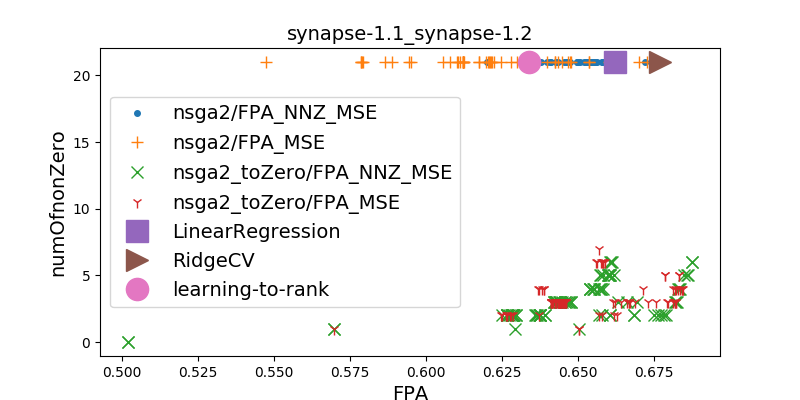 synapse-1.1_synapse-1.2
numOfnonZero
20
15
10
5
0
nsga2/FPA_NNZ_MSE
nsga2/FPA_MSE
nsga2_toZero/FPA_NNZ_MSE
nsga2_toZero/FPA_MSE
LinearRegression
RidgeCV
learning-to-rank
0.500 0.525 0.550 0.575 0.600 0.625 0.650 0.675
FPA